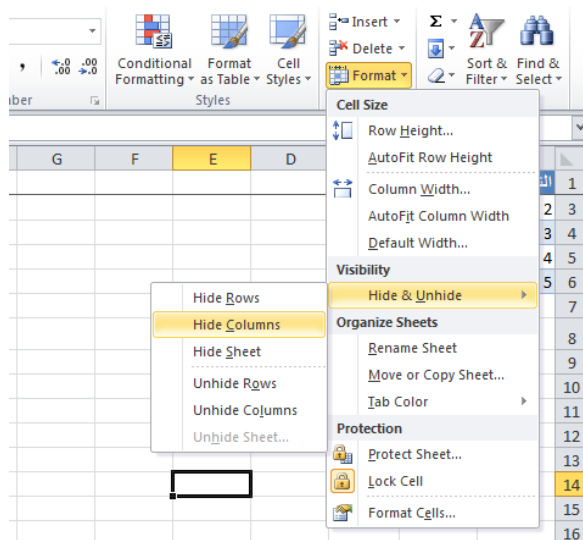 Insert
Σ
Delete
Format
Conditional Formatting
Format as Table
Cell Styles
Sort & Filter
Find & Select
,
.00
.0
.00
Styles
G F E D
1
3
4
5
6
7
8
9
10
11
12
13
14
15
16
2
3
4
5
Cell Size
Row Height...
AutoFit Row Height
Column Width...
AutoFit Column Width
Default Width...
Visibility
Hide & Unhide
Organize Sheets
Rename Sheet
Move or Copy Sheet...
Tab Color
Protection
Protect Sheet...
Lock Cell
Format Cells...
Hide Rows
Hide Columns
Hide Sheet
Unhide Rows
Unhide Columns
Unhide Sheet...